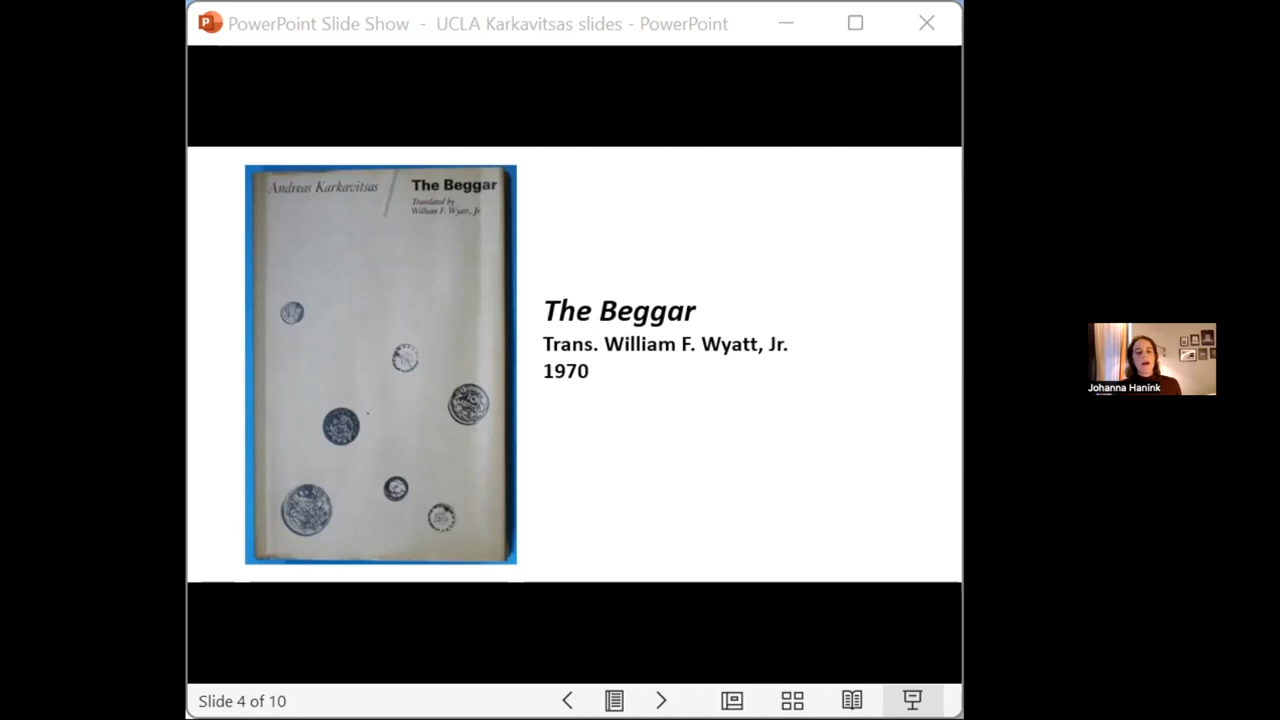 PowerPoint Slide Show - UCLA Karkavitsas slides - PowerPoint
Andreas Karkavitsas
The Beggar
Translated by
William F. Wyatt, Jr.
The Beggar
Trans. William F. Wyatt, Jr.
1970
Johanna Hanink
Slide 4 of 10